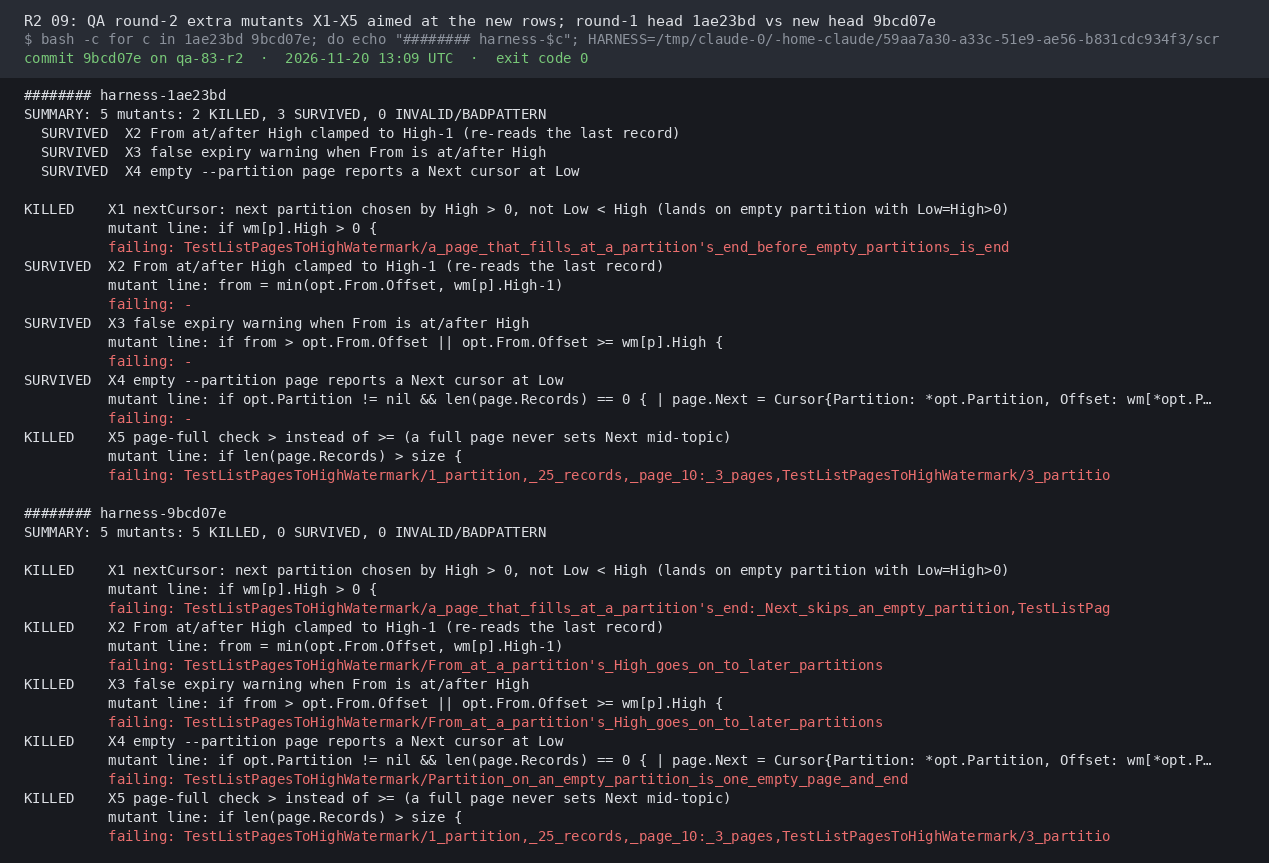 R2 09: QA round-2 extra mutants X1-X5 aimed at the new rows; round-1 head 1ae23bd vs new head 9bcd07e
$ bash -c for c in 1ae23bd 9bcd07e; do echo "######## harness-$c"; HARNESS=/tmp/claude-0/-home-claude/59aa7a30-a33c-51e9-ae56-b831cdc934f3/scr
commit 9bcd07e on qa-83-r2 · 2026-11-20 13:09 UTC · exit code 0
######## harness-1ae23bd
SUMMARY: 5 mutants: 2 KILLED, 3 SURVIVED, 0 INVALID/BADPATTERN
SURVIVED X2 From at/after High clamped to High-1 (re-reads the last record)
SURVIVED X3 false expiry warning when From is at/after High
SURVIVED X4 empty --partition page reports a Next cursor at Low
KILLED X1 nextCursor: next partition chosen by High > 0, not Low < High (lands on empty partition with Low=High>0)
mutant line: if wm[p].High > 0 {
failing: TestListPagesToHighWatermark/a_page_that_fills_at_a_partition's_end_before_empty_partitions_is_end
SURVIVED X2 From at/after High clamped to High-1 (re-reads the last record)
mutant line: from = min(opt.From.Offset, wm[p].High-1)
failing: -
SURVIVED X3 false expiry warning when From is at/after High
mutant line: if from > opt.From.Offset || opt.From.Offset >= wm[p].High {
failing: -
SURVIVED X4 empty --partition page reports a Next cursor at Low
mutant line: if opt.Partition != nil && len(page.Records) == 0 { | page.Next = Cursor{Partition: *opt.Partition, Offset: wm[*opt.P…
failing: -
KILLED X5 page-full check > instead of >= (a full page never sets Next mid-topic)
mutant line: if len(page.Records) > size {
failing: TestListPagesToHighWatermark/1_partition,_25_records,_page_10:_3_pages,TestListPagesToHighWatermark/3_partitio
######## harness-9bcd07e
SUMMARY: 5 mutants: 5 KILLED, 0 SURVIVED, 0 INVALID/BADPATTERN
KILLED X1 nextCursor: next partition chosen by High > 0, not Low < High (lands on empty partition with Low=High>0)
mutant line: if wm[p].High > 0 {
failing: TestListPagesToHighWatermark/a_page_that_fills_at_a_partition's_end:_Next_skips_an_empty_partition,TestListPag
KILLED X2 From at/after High clamped to High-1 (re-reads the last record)
mutant line: from = min(opt.From.Offset, wm[p].High-1)
failing: TestListPagesToHighWatermark/From_at_a_partition's_High_goes_on_to_later_partitions
KILLED X3 false expiry warning when From is at/after High
mutant line: if from > opt.From.Offset || opt.From.Offset >= wm[p].High {
failing: TestListPagesToHighWatermark/From_at_a_partition's_High_goes_on_to_later_partitions
KILLED X4 empty --partition page reports a Next cursor at Low
mutant line: if opt.Partition != nil && len(page.Records) == 0 { | page.Next = Cursor{Partition: *opt.Partition, Offset: wm[*opt.P…
failing: TestListPagesToHighWatermark/Partition_on_an_empty_partition_is_one_empty_page_and_end
KILLED X5 page-full check > instead of >= (a full page never sets Next mid-topic)
mutant line: if len(page.Records) > size {
failing: TestListPagesToHighWatermark/1_partition,_25_records,_page_10:_3_pages,TestListPagesToHighWatermark/3_partitio